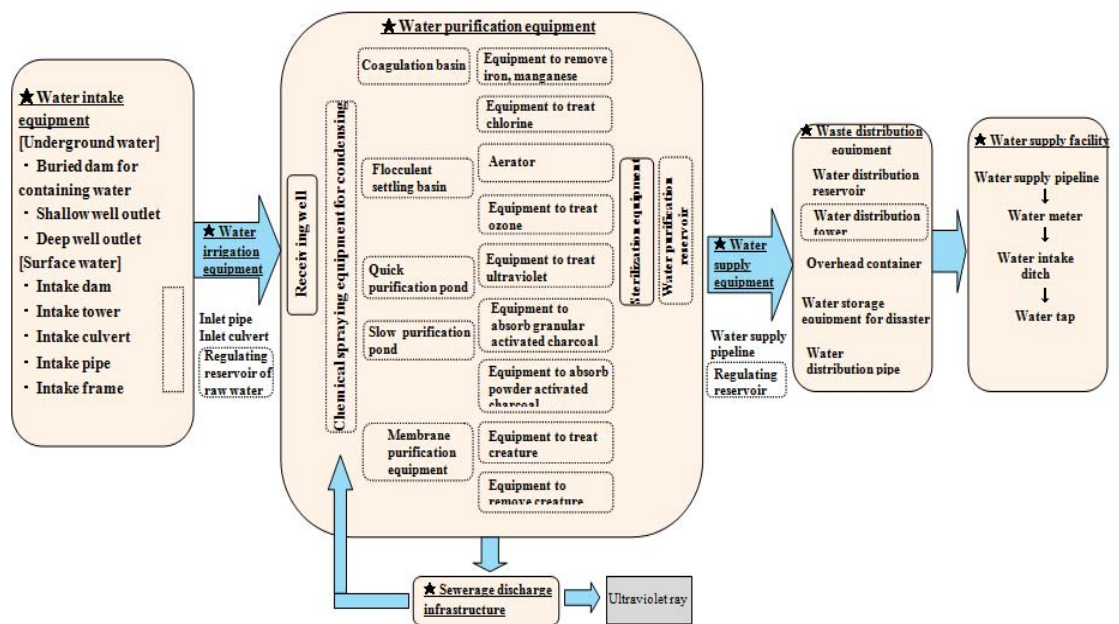 ★ Water intake
equipment
[Underground water]
・ Buried dam for
containing water
・ Shallow well outlet
・ Deep well outlet
[Surface water]
・ Intake dam
・ Intake tower
・ Intake culvert
・ Intake pipe
・ Intake frame
★ Water
irrigation
equipment
Inlet pipe
Inlet culvert
Regulating
reservoir of
raw water
★ Water purification equipment
Receiving well
Chemical spraying equipment for condensing
Coagulation basin
Flocculent
settling basin
Quick
purification pond
Slow purification
pond
Membrane
purification
equipment
Equipment to remove
iron, manganese
Equipment to treat
chlorine
Aerator
Equipment to treat
ozone
Equipment to treat
ultraviolet
Equipment to
absorb granular
activated charcoal
Equipment to absorb
powder activated
charcoal
Equipment to treat
creature
Equipment to
remove creature
Sterilization equipment
Water purification
reservoir
★ Water
supply
equipment
Water supply
pipeline
Regulating
reservoir
★ Waste distribution
equipment
Water distribution
reservoir
Water distribution
tower
Overhead container
Water storage
equipment for disaster
Water
distribution pipe
★ Water supply facility
Water supply pipeline
Water meter
Water intake
ditch
Water tap
★ Sewerage discharge
infrastructure
Ultraviolet ray